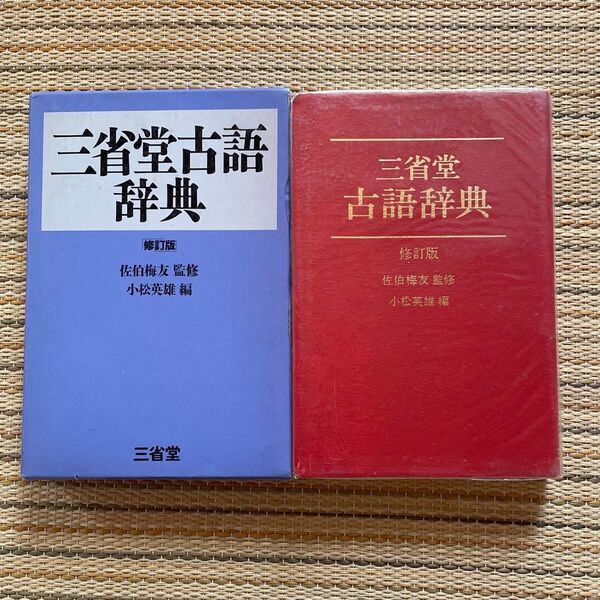 三省堂古語
辞典
[修訂版]
佐伯梅友 監修
小松英雄 編
三省堂
三省堂
古語辞典
修訂版
佐伯梅友 監修
小松英雄 編